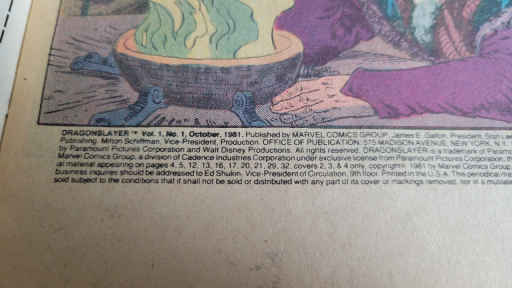 DRAGONSLAYER ™ Vol. 1, No. 1, October, 1981. Published by MARVEL COMICS GROUP. James E. Galton, President. Stan
Publishing. Milton Schiffman, Vice-President, Production. OFFICE OF PUBLICATION: 575 MADISON AVENUE, NEW YORK, N.Y.
by Paramount Pictures Corporation and Walt Disney Productions. All rights reserved. DRAGONSLAYER is a trademark of
Marvel Comics Group, a division of Cadence Industries Corporation under exclusive license from Paramount Pictures Corporation,
al material appearing on pages 4, 5, 12, 13, 16, 17, 20, 21, 29, 32, covers 2, 3, & 4 only, copyright © 1981 by Marvel Comics Group
business inquiries should be addressed to Ed Shukin, Vice-President of Circulation, 9th floor. Printed in the U.S.A. This periodical
sold subject to the conditions that it shall not be sold or distributed with any part of its cover or markings removed, nor in a